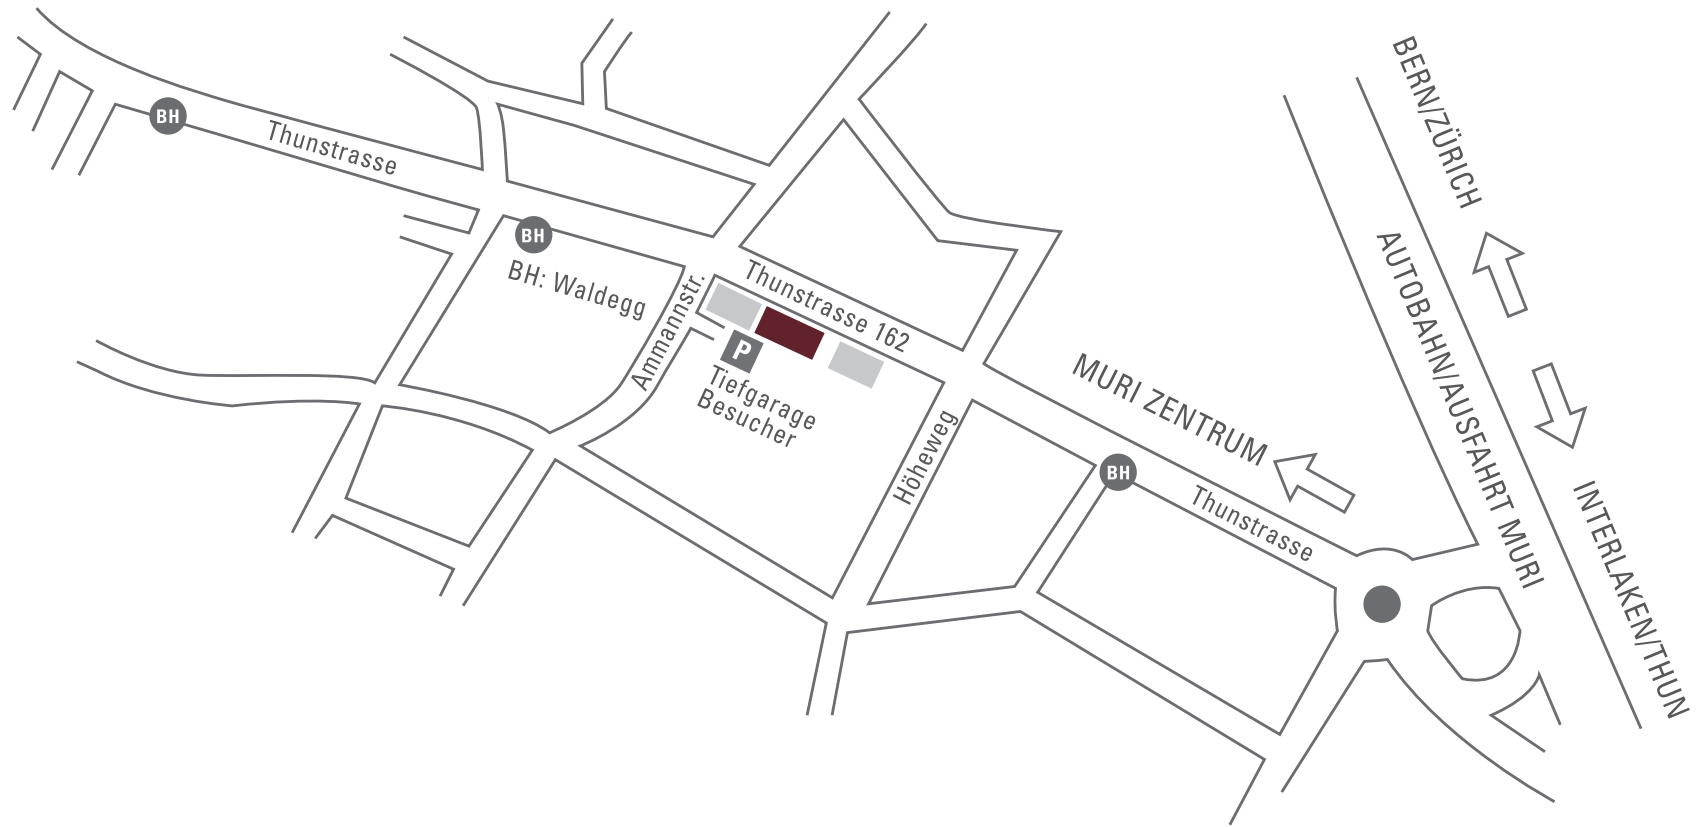 BH
Thunstrasse
BH
BH: Waldegg
Ammannstr.
Thunstrasse 162
P
Tiefgarage
Besucher
Höheweg
MURI ZENTRUM
BH
Thunstrasse
BERN/ZÜRICH
AUTOBAHN/AUSFAHRT MURI
INTERLAKEN/THUN